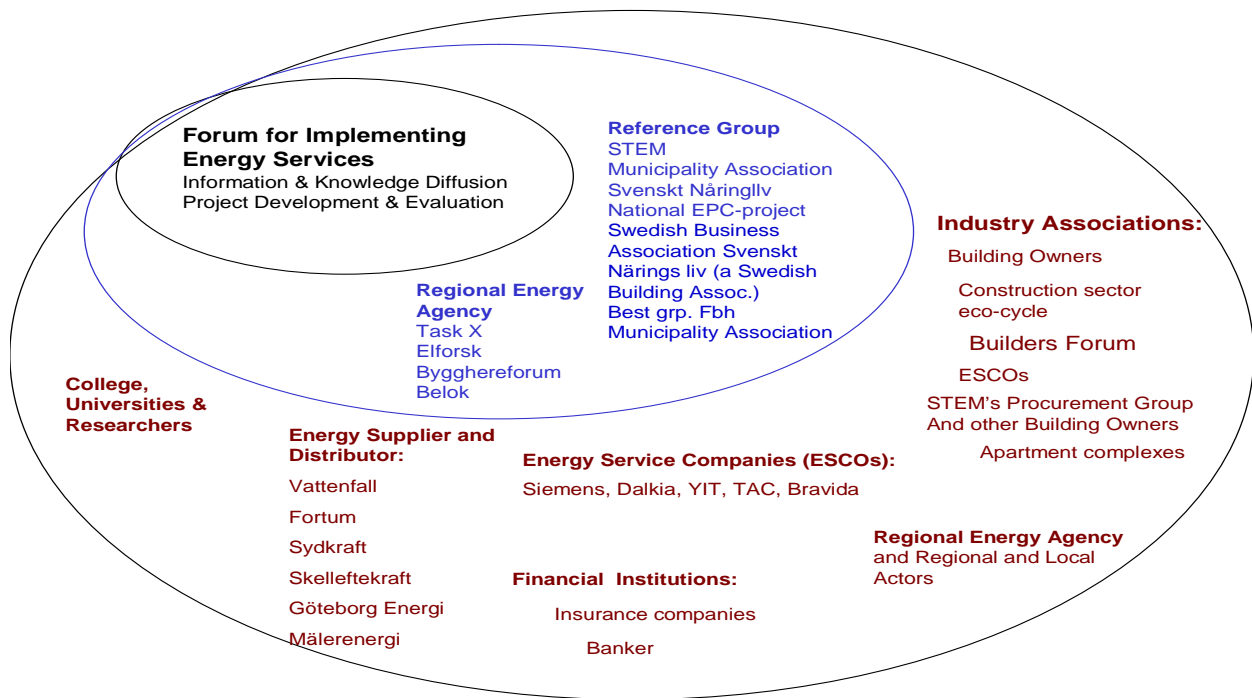 Forum for Implementing
Energy Services
Information & Knowledge Diffusion
Project Development & Evaluation
Reference Group
STEM
Municipality Association
Svenskt Nåringllv
National EPC-project
Swedish Business
Association Svenskt
Närings liv (a Swedish
Building Assoc.)
Best grp. Fbh
Municipality Association
Regional Energy
Agency
Task X
Elforsk
Bygghereforum
Belok
Industry Associations:
Building Owners
Construction sector
eco-cycle
Builders Forum
ESCOs
STEM's Procurement Group
And other Building Owners
Apartment complexes
College,
Universities &
Researchers
Energy Supplier and
Distributor:
Vattenfall
Fortum
Sydkraft
Skelleftekraft
Göteborg Energi
Mälerenergi
Energy Service Companies (ESCOs):
Siemens, Dalkia, YIT, TAC, Bravida
Financial Institutions:
Insurance companies
Banker
Regional Energy Agency
and Regional and Local
Actors